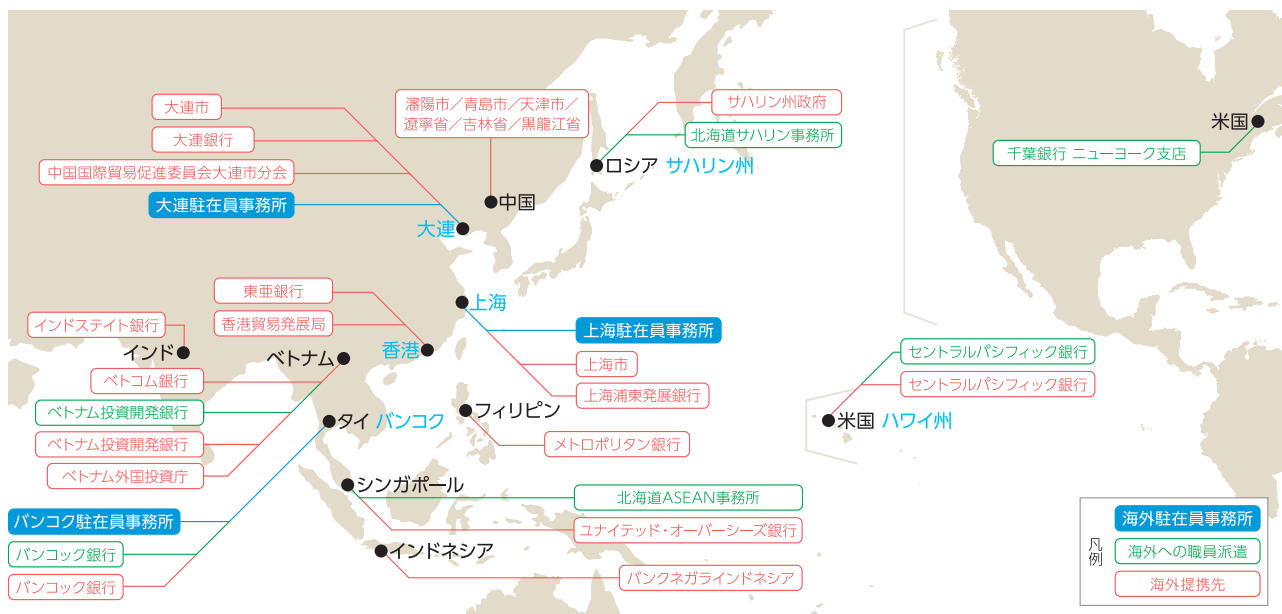 大連市
大連銀行
中国国際貿易促進委員会大連市分会
大連駐在員事務所
大連
瀋陽市／青島市／天津市／
遼寧省／吉林省／黒龍江省
中国
サハリン州政府
北海道サハリン事務所
ロシア サハリン州
米国
千葉銀行 ニューヨーク支店
東亜銀行
香港貿易発展局
香港
上海
上海駐在員事務所
上海市
上海浦東発展銀行
インドステイト銀行
インド
ベトナム
ベトコム銀行
ベトナム投資開発銀行
ベトナム投資開発銀行
ベトナム外国投資庁
タイ バンコク
バンコク駐在員事務所
バンコック銀行
バンコック銀行
フィリピン
メトロポリタン銀行
シンガポール
北海道ASEAN事務所
ユナイテッド・オーバーシーズ銀行
インドネシア
バンクネガラインドネシア
セントラルパシフィック銀行
セントラルパシフィック銀行
米国 ハワイ州
凡例
海外駐在員事務所
海外への職員派遣
海外提携先